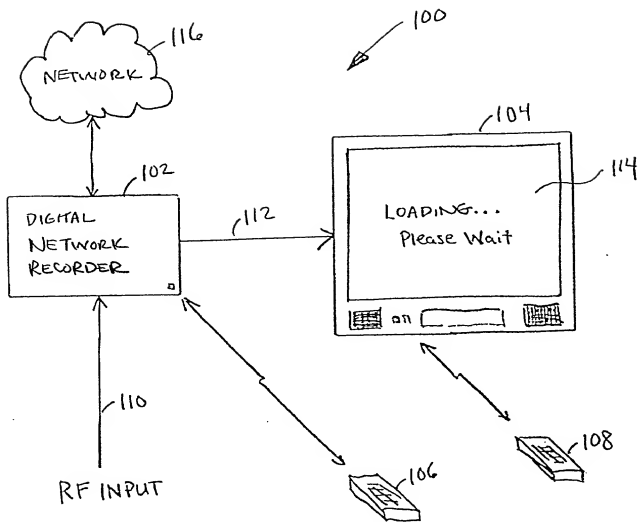 116
NETWORK
100
104
102
114
DIGITAL
NETWORK
RECORDER
112
LOADING...
Please Wait
110
106
108
RF INPUT